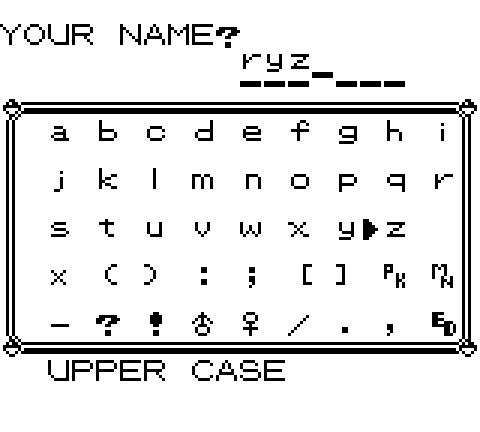 YOUR NAME?
ryz
a b c d e f g h i
j k l m n o p q r
s t u v w x y ▶ z
× ( ) : ; [ ] PK MN
– ? ! ♂ ♀ / . , ED
UPPER CASE